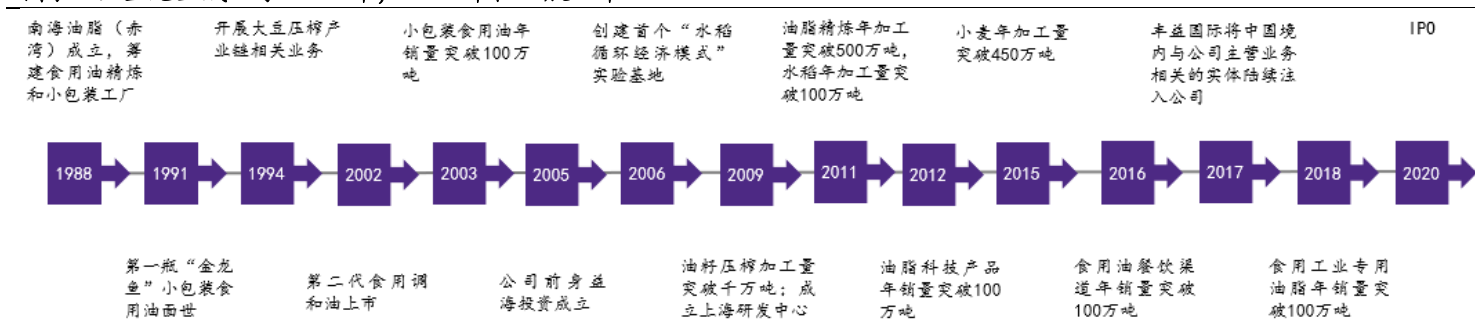 南海油脂（赤
湾）成立，筹
建食用油精炼
和小包装工厂
开展大豆压榨产
业链相关业务
小包装食用油年
销量突破100万
吨
创建首个“水稻
循环经济模式”
实验基地
油脂精炼年加工
量突破500万吨，
水稻年加工量突
破100万吨
小麦年加工量
突破450万吨
丰益国际将中国境
内与公司主营业务
相关的实体陆续注
入公司
IPO
1988
1991
1994
2002
2003
2005
2006
2009
2011
2012
2015
2016
2017
2018
2020
第一瓶“金龙
鱼”小包装食
用油面世
第二代食用调
和油上市
公司前身益
海投资成立
油籽压榨加工量
突破千万吨；成
立上海研发中心
油脂科技产品
年销量突破100
万吨
食用油餐饮渠
道年销量突破
100万吨
食用工业专用
油脂年销量突
破100万吨